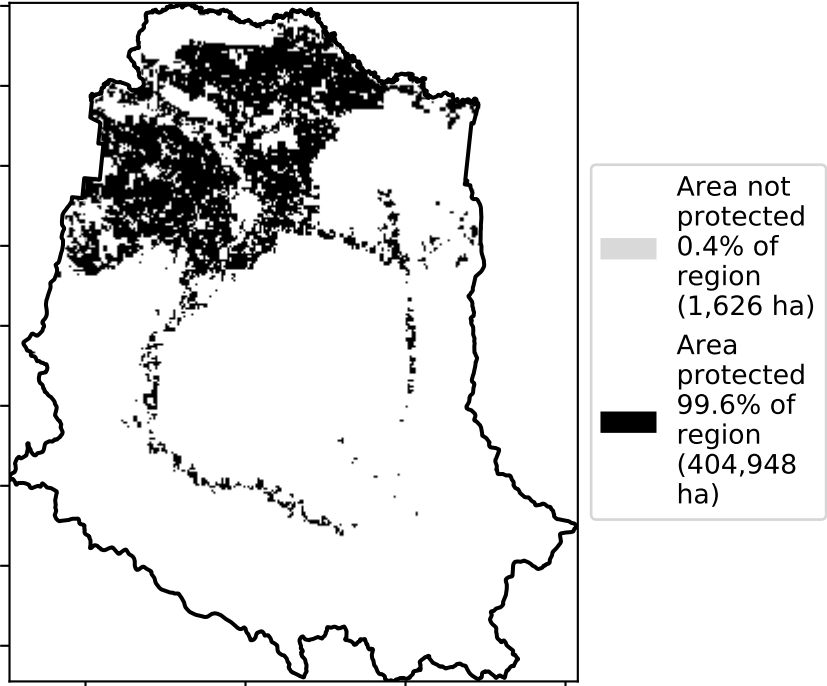 Area not
protected
0.4% of
region
(1,626 ha)
Area
protected
99.6% of
region
(404,948
ha)